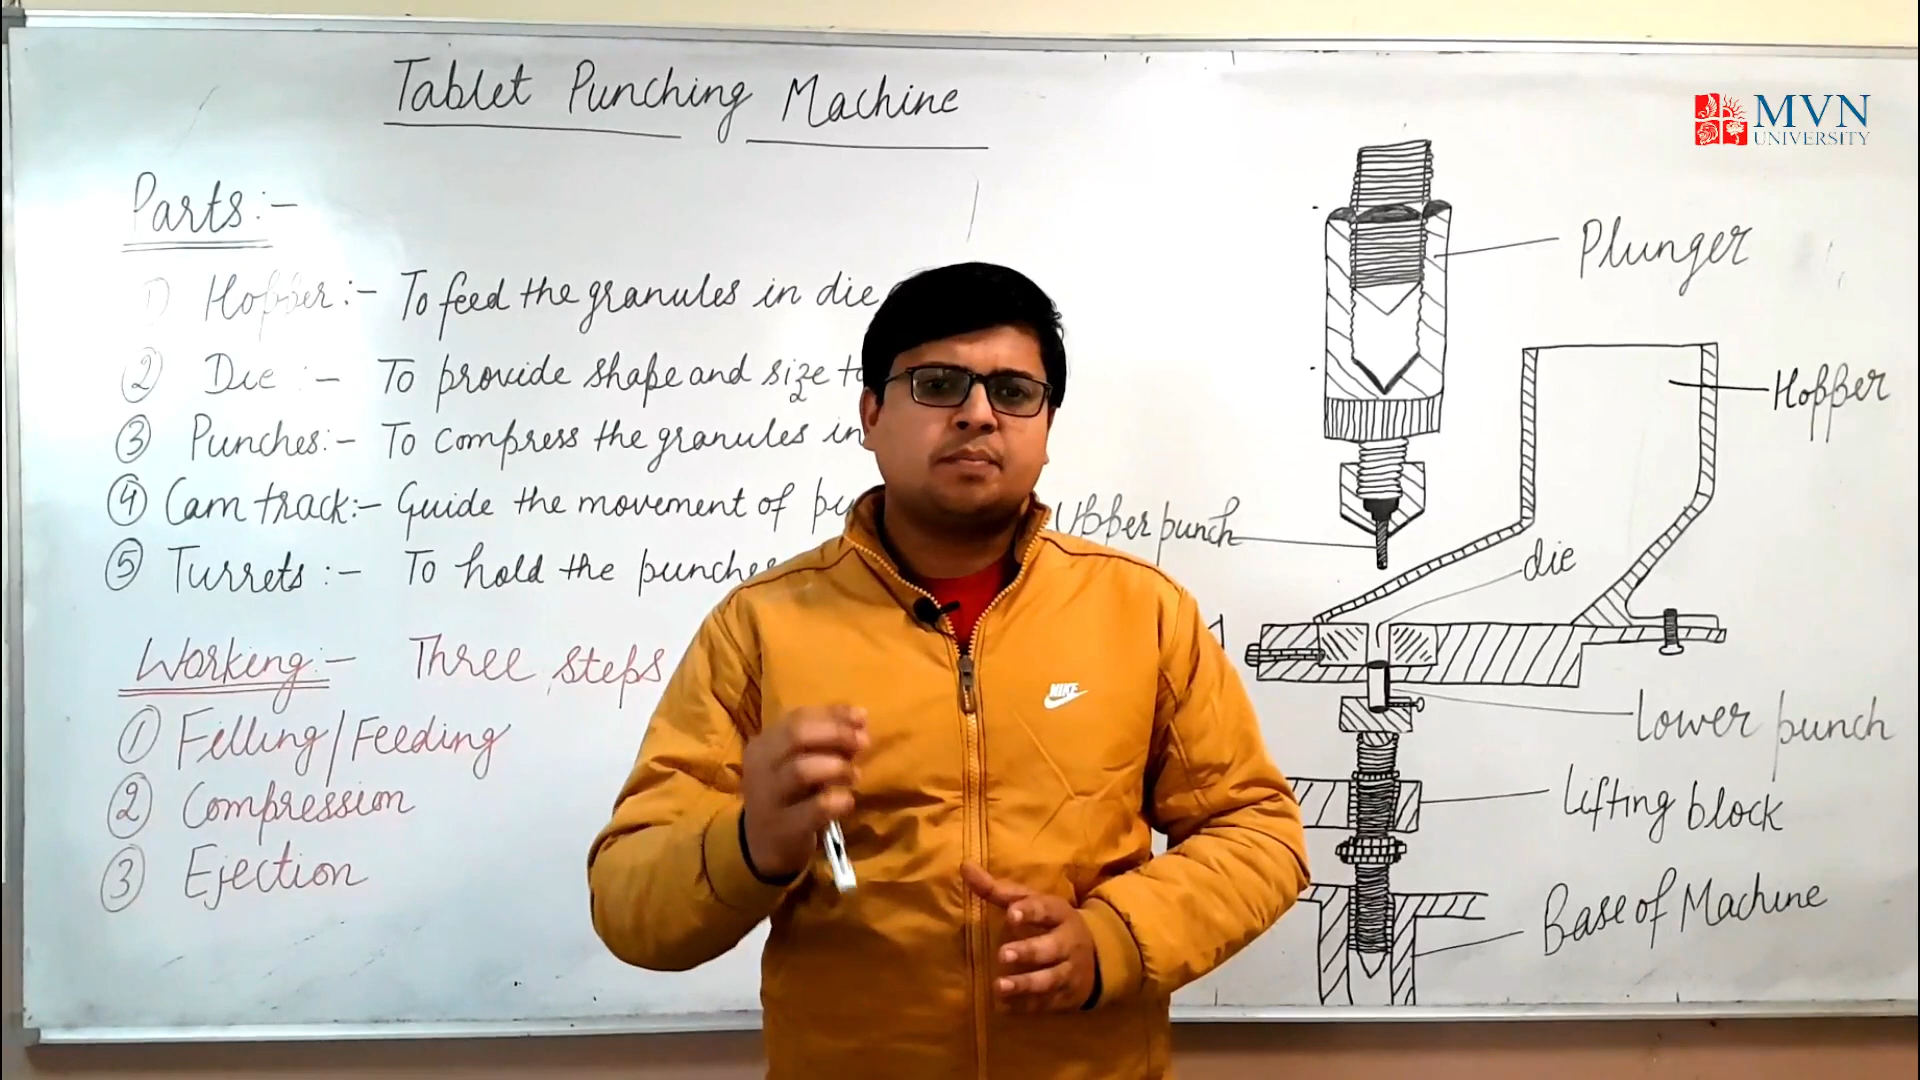 Tablet Punching Machine
MVN
UNIVERSITY
Parts:-
1) Hopper:- To feed the granules in die
② Die :- To provide shape and size to
③ Punches:- To compress the granules in
④ Cam track:- Guide the movement of pu
⑤ Turrets:- To hold the punches
Working:- Three steps
① Filling/Feeding
② Compression
③ Ejection
Plunger
Hopper
Upper punch
die
Lower punch
Lifting block
Base of Machine
NIKE